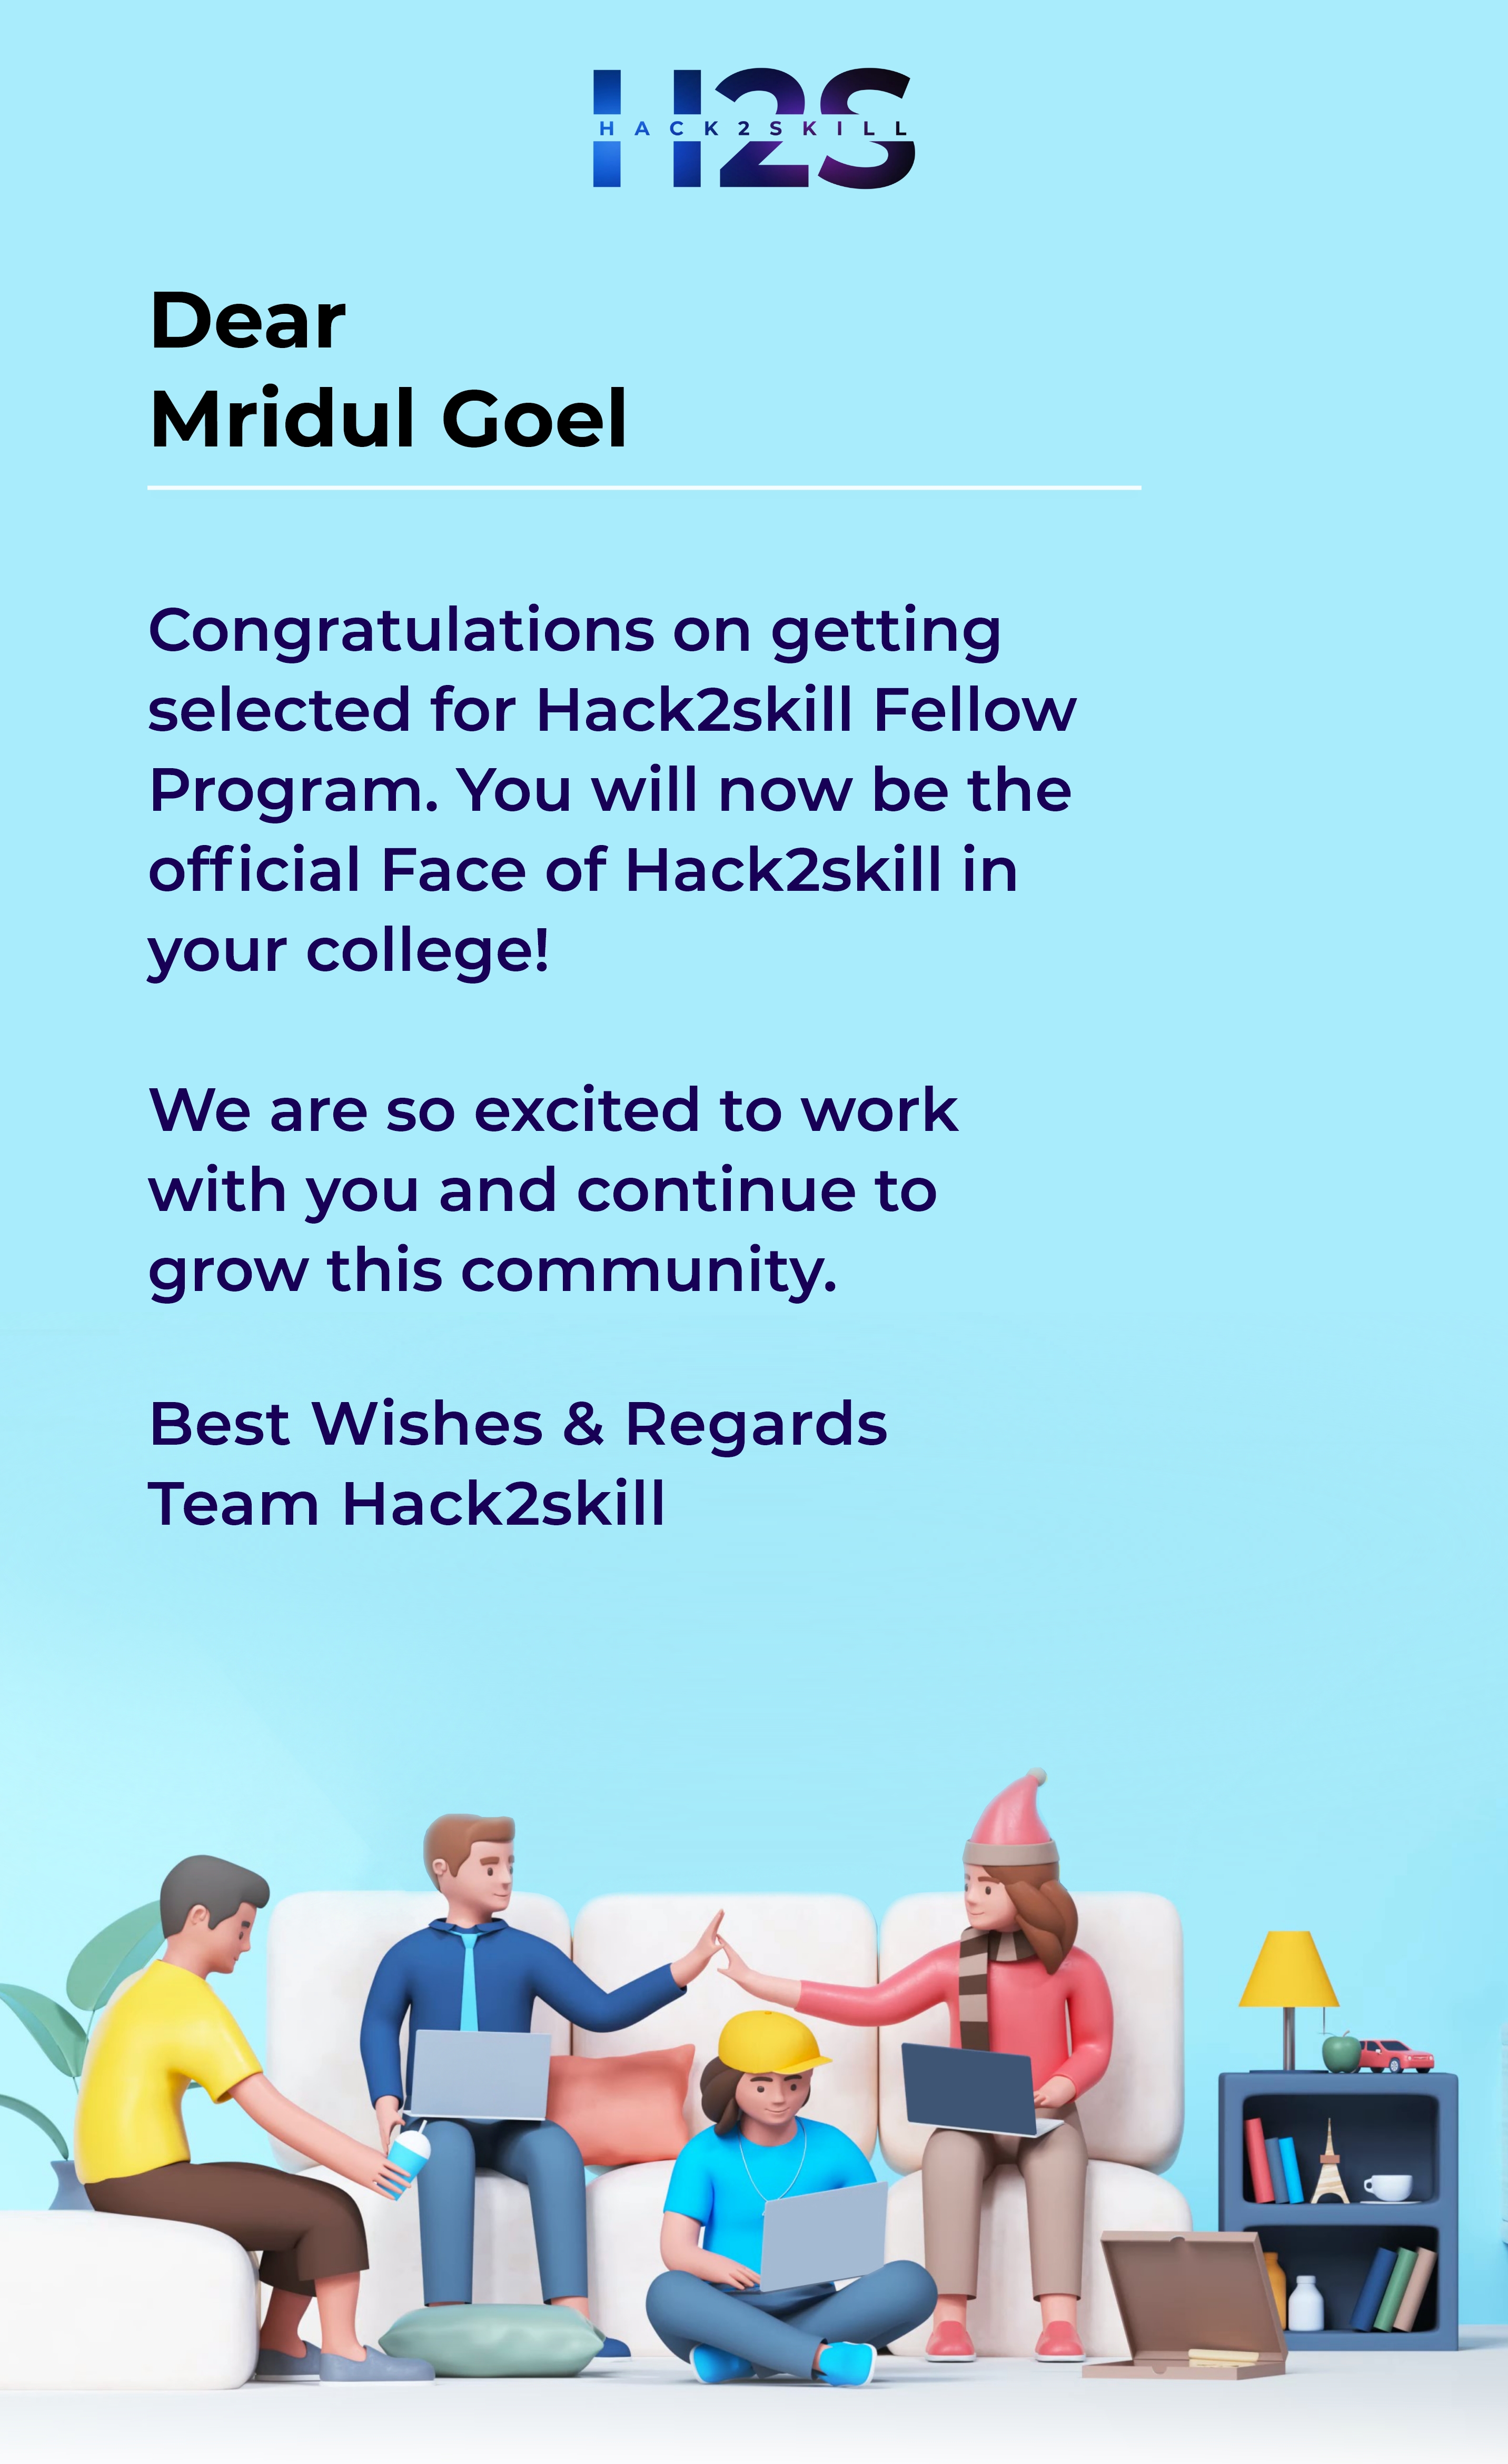 H2S
HACK2SKILL
Dear
Mridul Goel
Congratulations on getting
selected for Hack2skill Fellow
Program. You will now be the
official Face of Hack2skill in
your college!
We are so excited to work
with you and continue to
grow this community.
Best Wishes & Regards
Team Hack2skill